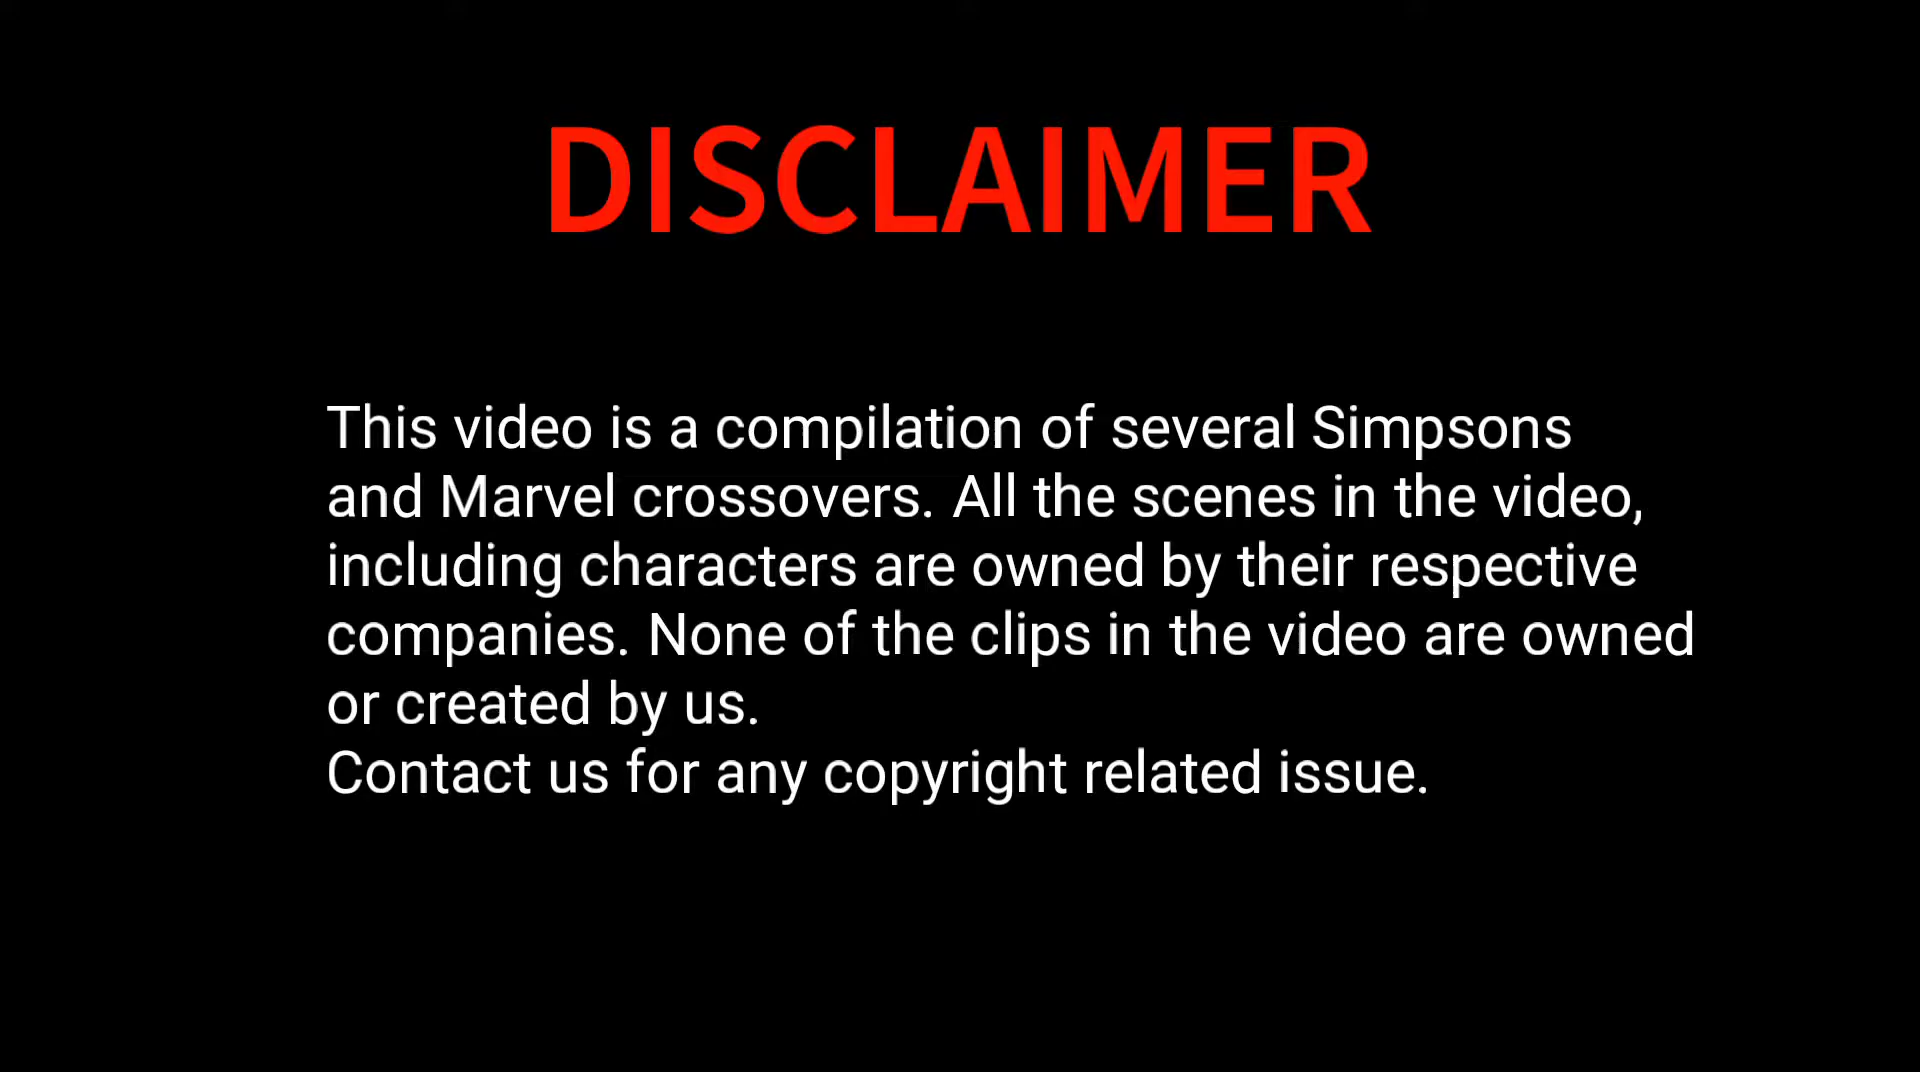 DISCLAIMER
This video is a compilation of several Simpsons
and Marvel crossovers. All the scenes in the video,
including characters are owned by their respective
companies. None of the clips in the video are owned
or created by us.
Contact us for any copyright related issue.